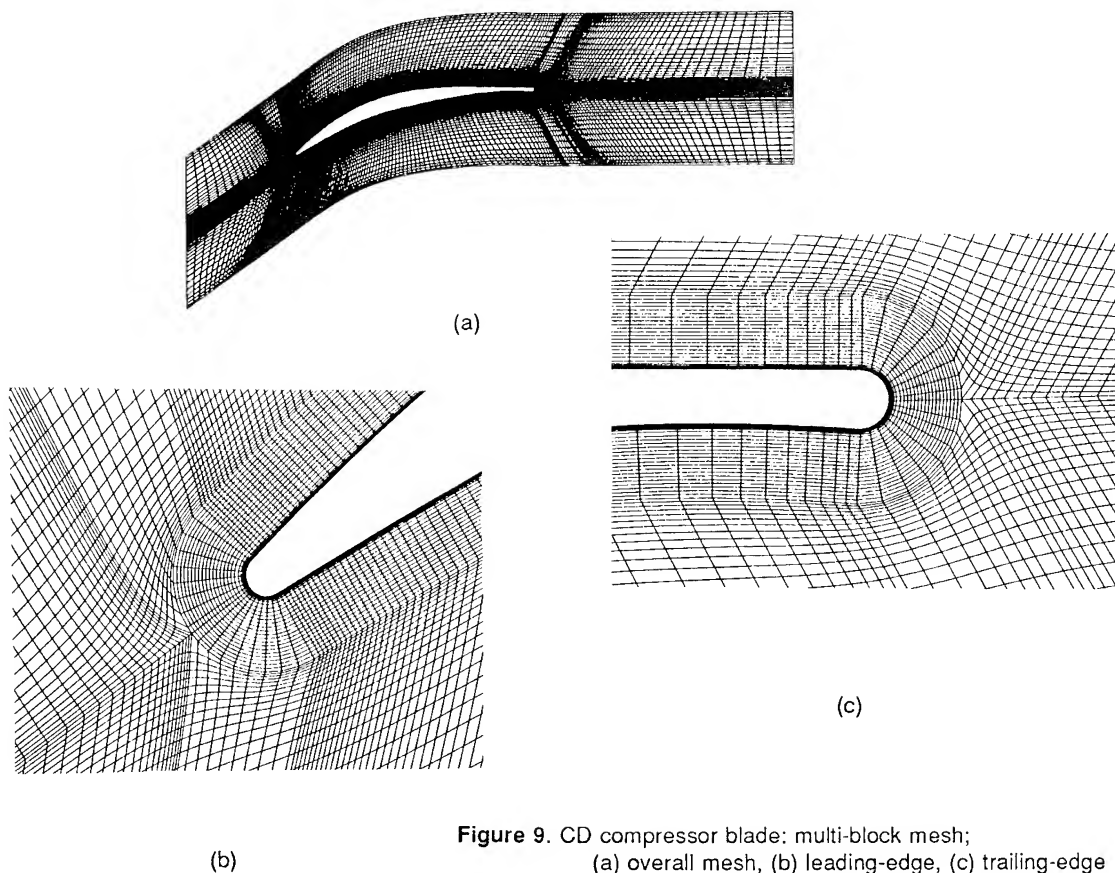 (a)
(c)
(b)
Figure 9. CD compressor blade: multi-block mesh;
(a) overall mesh, (b) leading-edge, (c) trailing-edge